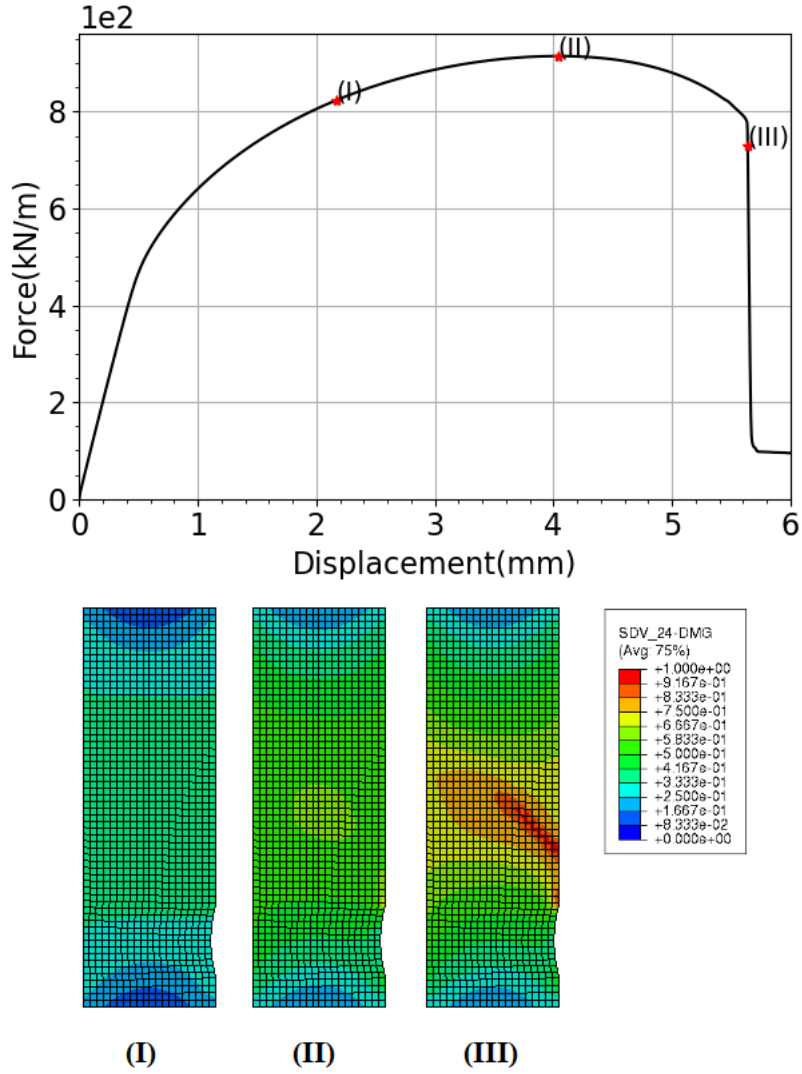 1e2
(II)
(I)
8
(III)
6
4
2
0
Force(kN/m)
0 1 2 3 4 5 6
Displacement(mm)
SDV_24-DMG
(Avg: 75%)
+1.000e+00
+9.167e-01
+8.333e-01
+7.500e-01
+6.667e-01
+5.833e-01
+5.000e-01
+4.167e-01
+3.333e-01
+2.500e-01
+1.667e-01
+8.333e-02
+0.000e+00
(I) (II) (III)